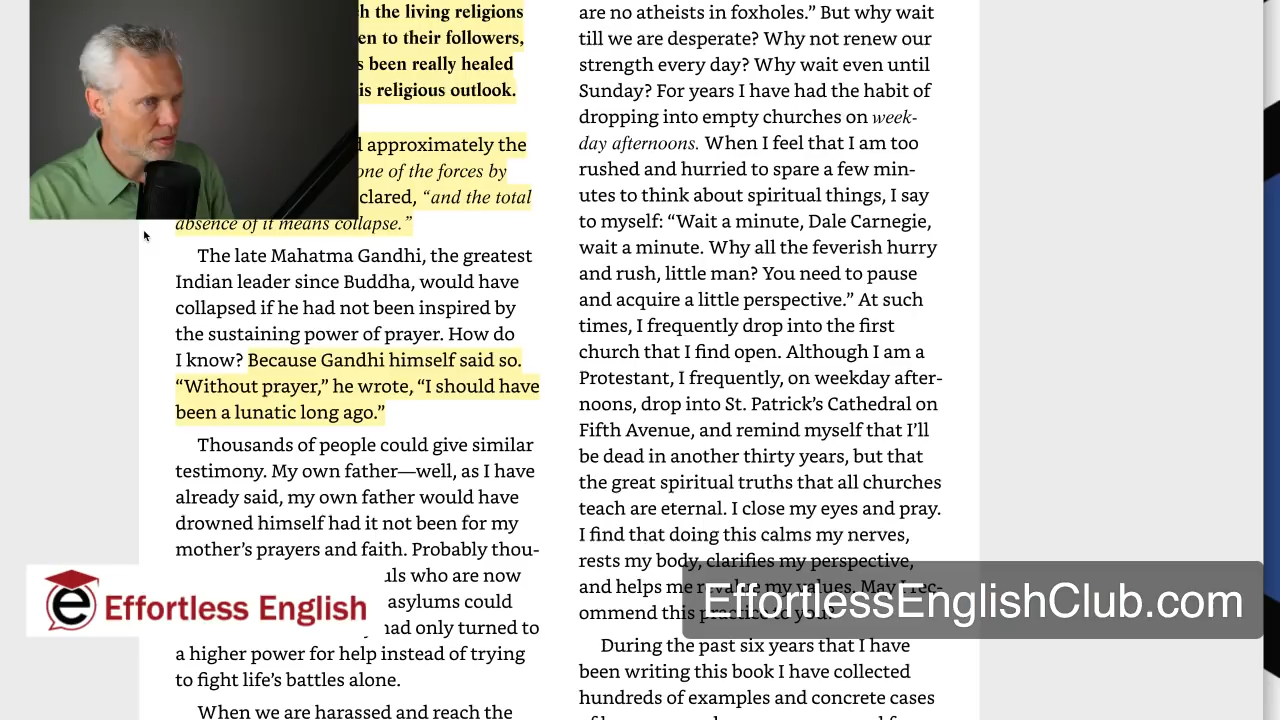 h the living religions
en to their followers,
s been really healed
is religious outlook.
d approximately the
one of the forces by
clared, “and the total
absence of it means collapse.”
The late Mahatma Gandhi, the greatest
Indian leader since Buddha, would have
collapsed if he had not been inspired by
the sustaining power of prayer. How do
I know? Because Gandhi himself said so.
“Without prayer,” he wrote, “I should have
been a lunatic long ago.”
Thousands of people could give similar
testimony. My own father—well, as I have
already said, my own father would have
drowned himself had it not been for my
mother’s prayers and faith. Probably thou-
uls who are now
asylums could
had only turned to
a higher power for help instead of trying
to fight life’s battles alone.
When we are harassed and reach the
are no atheists in foxholes.” But why wait
till we are desperate? Why not renew our
strength every day? Why wait even until
Sunday? For years I have had the habit of
dropping into empty churches on week-
day afternoons. When I feel that I am too
rushed and hurried to spare a few min-
utes to think about spiritual things, I say
to myself: “Wait a minute, Dale Carnegie,
wait a minute. Why all the feverish hurry
and rush, little man? You need to pause
and acquire a little perspective.” At such
times, I frequently drop into the first
church that I find open. Although I am a
Protestant, I frequently, on weekday after-
noons, drop into St. Patrick’s Cathedral on
Fifth Avenue, and remind myself that I’ll
be dead in another thirty years, but that
the great spiritual truths that all churches
teach are eternal. I close my eyes and pray.
I find that doing this calms my nerves,
rests my body, clarifies my perspective,
and helps me revalue my values. May I rec-
ommend this practice to you?
During the past six years that I have
been writing this book I have collected
hundreds of examples and concrete cases
Effortless English
EffortlessEnglishClub.com